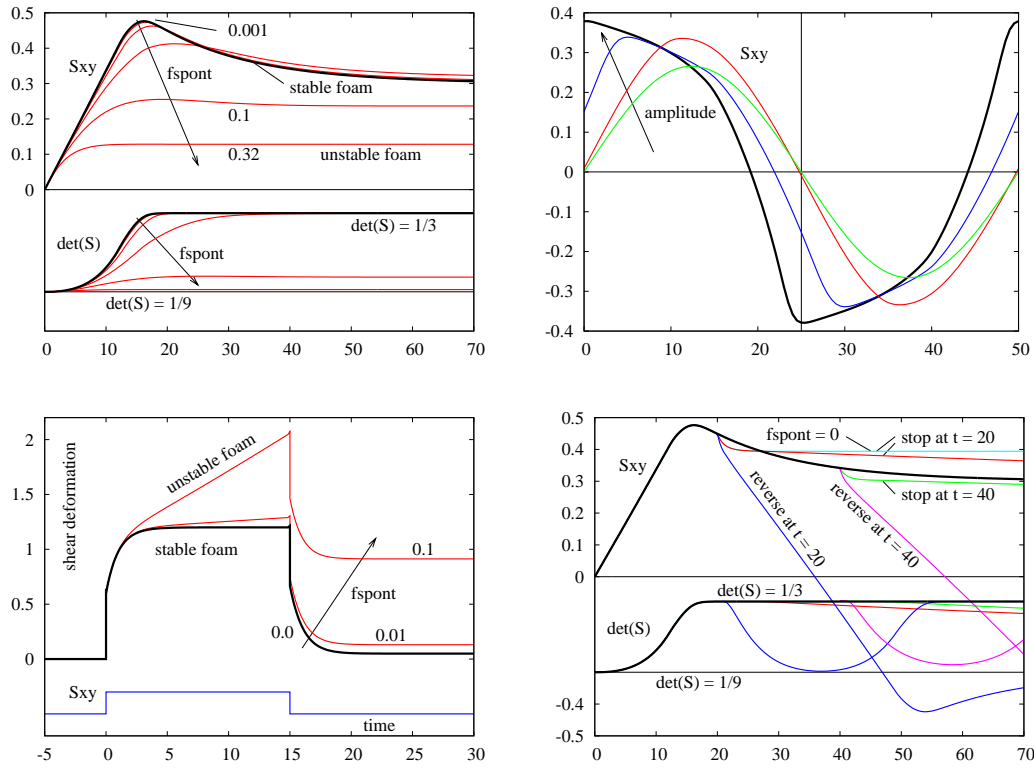 0.5
0.4
0.3
0.2
0.1
0
Sxy
0.001
fspont
stable foam
0.1
0.32
unstable foam
det(S)
fspont
det(S) = 1/3
det(S) = 1/9
0 10 20 30 40 50 60 70
0.4
0.3
0.2
0.1
0
-0.1
-0.2
-0.3
-0.4
Sxy
amplitude
0 10 20 30 40 50
2
1.5
1
0.5
0
shear deformation
unstable foam
stable foam
0.1
fspont
0.0
0.01
Sxy
time
-5 0 5 10 15 20 25 30
0.5
0.4
0.3
0.2
0.1
0
-0.4
-0.5
fspont = 0
stop at t = 20
Sxy
stop at t = 40
reverse at t = 20
reverse at t = 40
det(S) = 1/3
det(S)
det(S) = 1/9
0 10 20 30 40 50 60 70